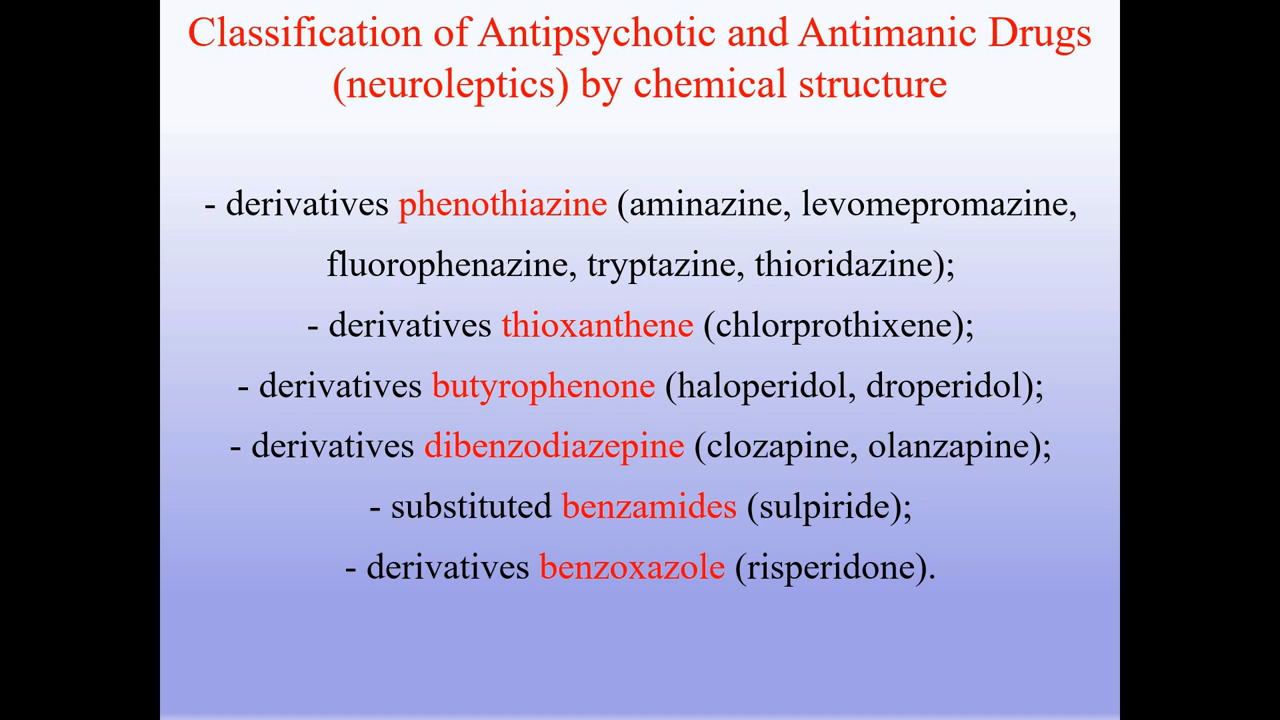 Classification of Antipsychotic and Antimanic Drugs
(neuroleptics) by chemical structure
- derivatives phenothiazine (aminazine, levomepromazine,
fluorophenazine, tryptazine, thioridazine);
- derivatives thioxanthene (chlorprothixene);
- derivatives butyrophenone (haloperidol, droperidol);
- derivatives dibenzodiazepine (clozapine, olanzapine);
- substituted benzamides (sulpiride);
- derivatives benzoxazole (risperidone).